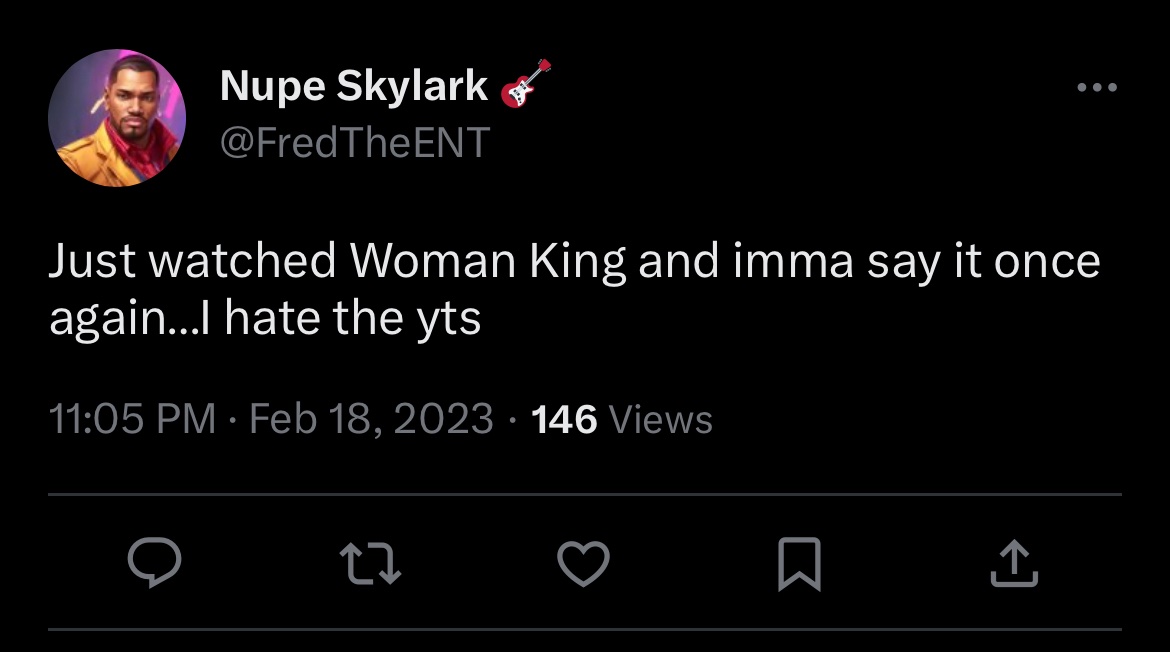 Nupe Skylark 🎸
@FredTheENT
Just watched Woman King and imma say it once
again...I hate the yts
11:05 PM · Feb 18, 2023 · 146 Views